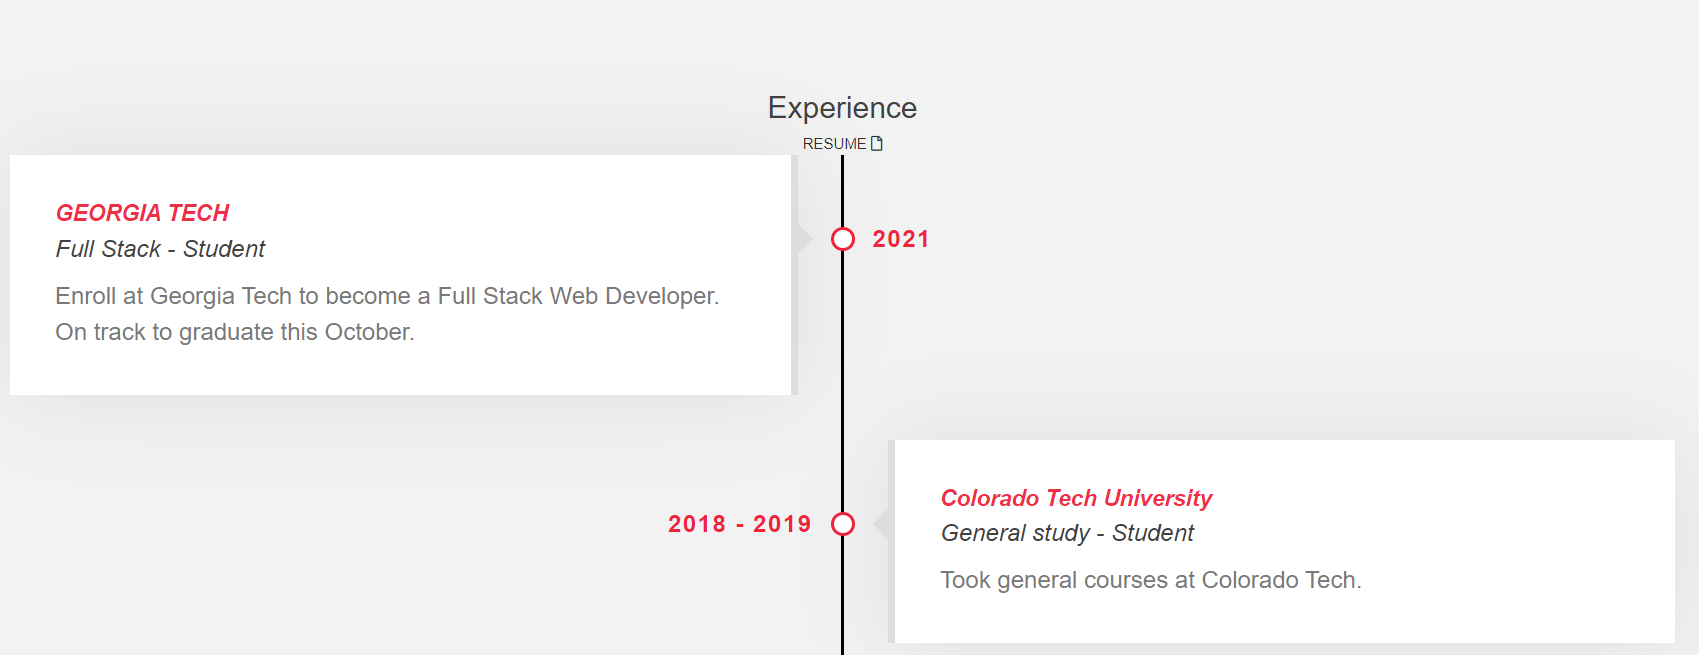 Experience
RESUME
GEORGIA TECH
Full Stack - Student
Enroll at Georgia Tech to become a Full Stack Web Developer.
On track to graduate this October.
2021
2018 - 2019
Colorado Tech University
General study - Student
Took general courses at Colorado Tech.